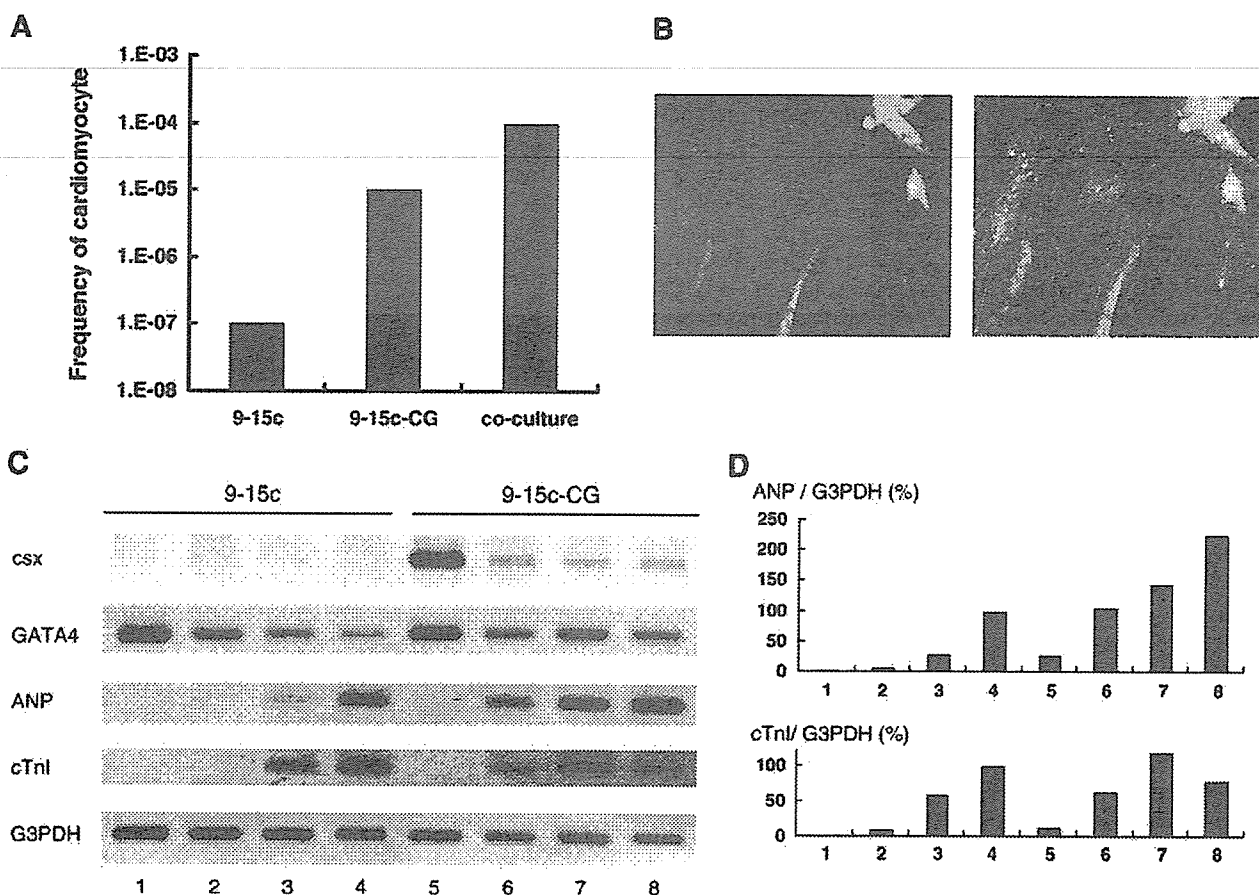 A
1.E-03
1.E-04
1.E-05
1.E-06
1.E-07
1.E-08
Frequency of cardiomyocyte
9-15c 9-15c-CG co-culture
B
C
9-15c 9-15c-CG
csx
GATA4
ANP
cTnI
G3PDH
1 2 3 4 5 6 7 8
D
ANP / G3PDH (%)
250
200
150
100
50
0
1 2 3 4 5 6 7 8
cTnI/ G3PDH (%)
100
50
0
1 2 3 4 5 6 7 8